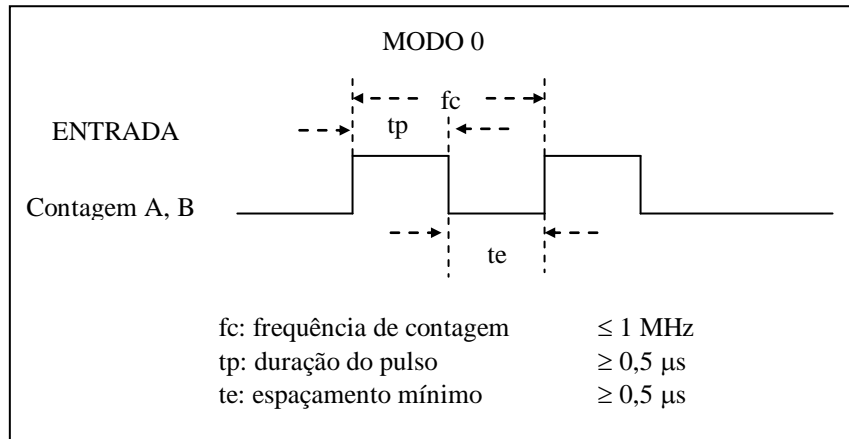 MODO 0
fc
ENTRADA
tp
Contagem A, B
te
fc: frequência de contagem ≤ 1 MHz
tp: duração do pulso ≥ 0,5 μs
te: espaçamento mínimo ≥ 0,5 μs